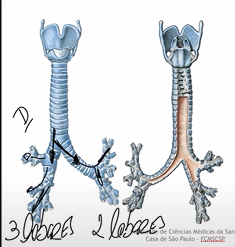 D
3 lobares 2 lobares
de Ciências Médicas da San
Casa de São Paulo - FCMSCSP